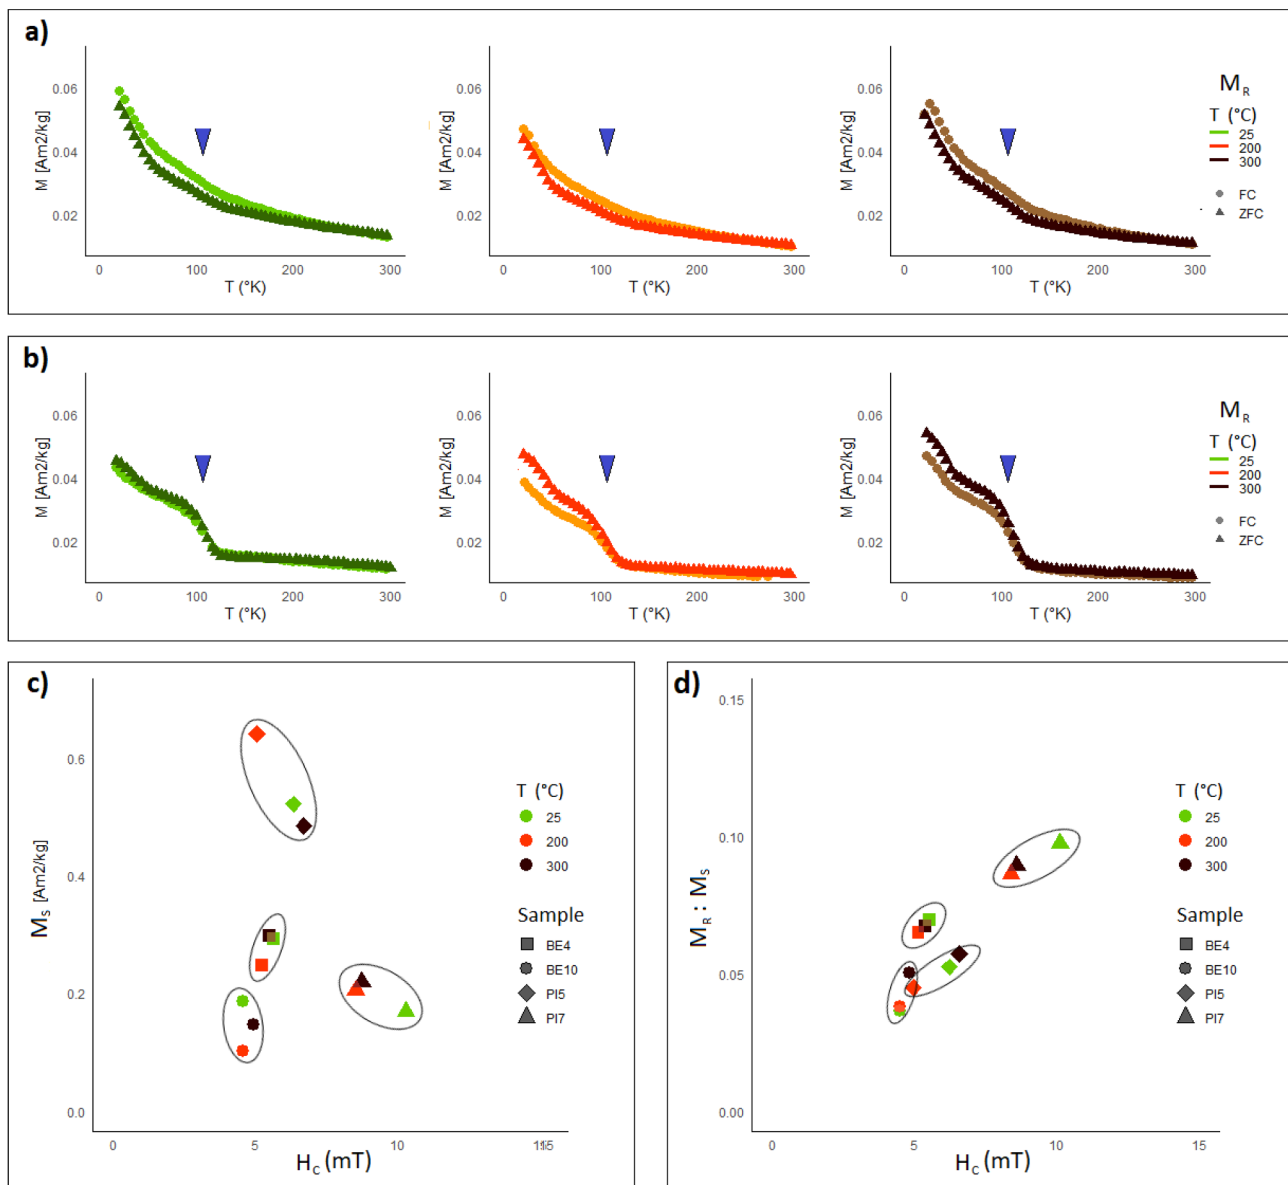 a)
M [Am2/kg]
0.06
0.04
0.02
0
100
200
300
T (°K)
M [Am2/kg]
0.06
0.04
0.02
0
100
200
300
T (°K)
M [Am2/kg]
0.06
0.04
0.02
0
100
200
300
T (°K)
MR
T (°C)
25
200
300
FC
ZFC
b)
M [Am2/kg]
0.06
0.04
0.02
0
100
200
300
T (°K)
M [Am2/kg]
0.06
0.04
0.02
0
100
200
300
T (°K)
M [Am2/kg]
0.06
0.04
0.02
0
100
200
300
T (°K)
MR
T (°C)
25
200
300
FC
ZFC
c)
Ms [Am2/kg]
0.6
0.4
0.2
0.0
0
5
10
Hc (mT)
T (°C)
25
200
300
Sample
BE4
BE10
PI5
PI7
d)
MR : Ms
0.15
0.10
0.05
0.00
0
5
10
15
Hc (mT)
T (°C)
25
200
300
Sample
BE4
BE10
PI5
PI7